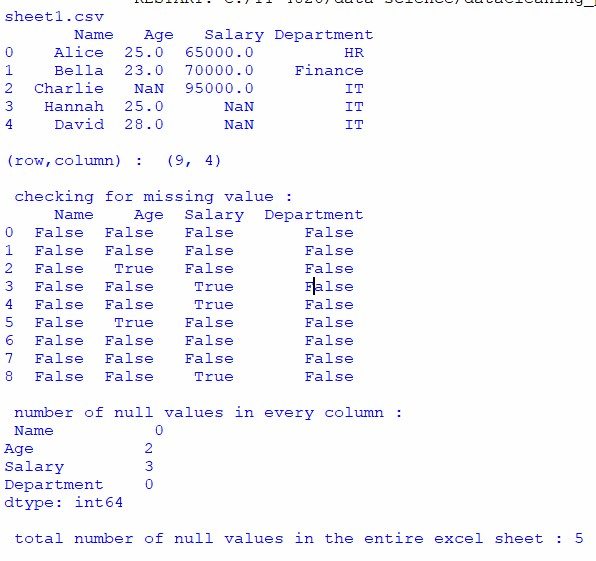 RESTART: C:/
sheet1.csv
Name Age Salary Department
0 Alice 25.0 65000.0 HR
1 Bella 23.0 70000.0 Finance
2 Charlie NaN 95000.0 IT
3 Hannah 25.0 NaN IT
4 David 28.0 NaN IT
(row,column) : (9, 4)
checking for missing value :
Name Age Salary Department
0 False False False False
1 False False False False
2 False True False False
3 False False True False
4 False False True False
5 False True False False
6 False False False False
7 False False False False
8 False False True False
number of null values in every column :
Name 0
Age 2
Salary 3
Department 0
dtype: int64
total number of null values in the entire excel sheet : 5